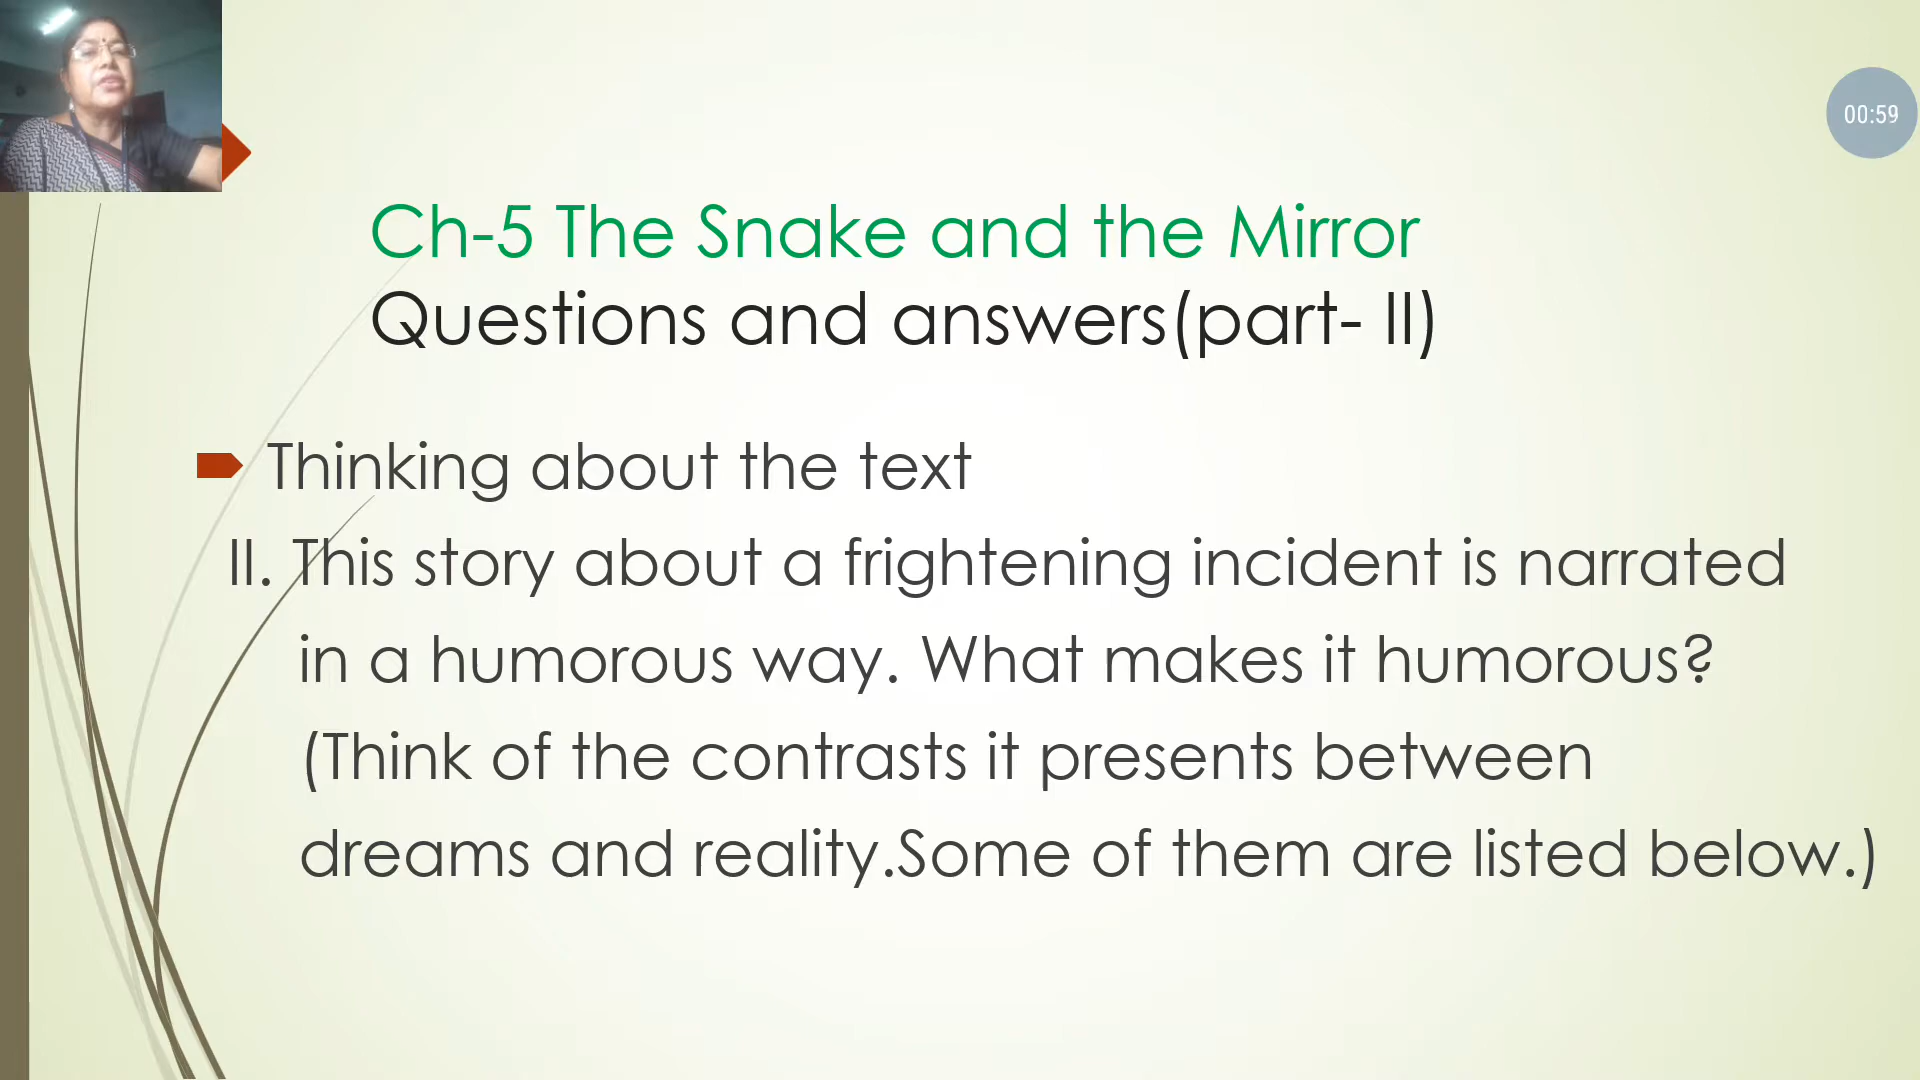 00:59
Ch-5 The Snake and the Mirror
Questions and answers(part- II)
Thinking about the text
II. This story about a frightening incident is narrated
in a humorous way. What makes it humorous?
(Think of the contrasts it presents between
dreams and reality.Some of them are listed below.)